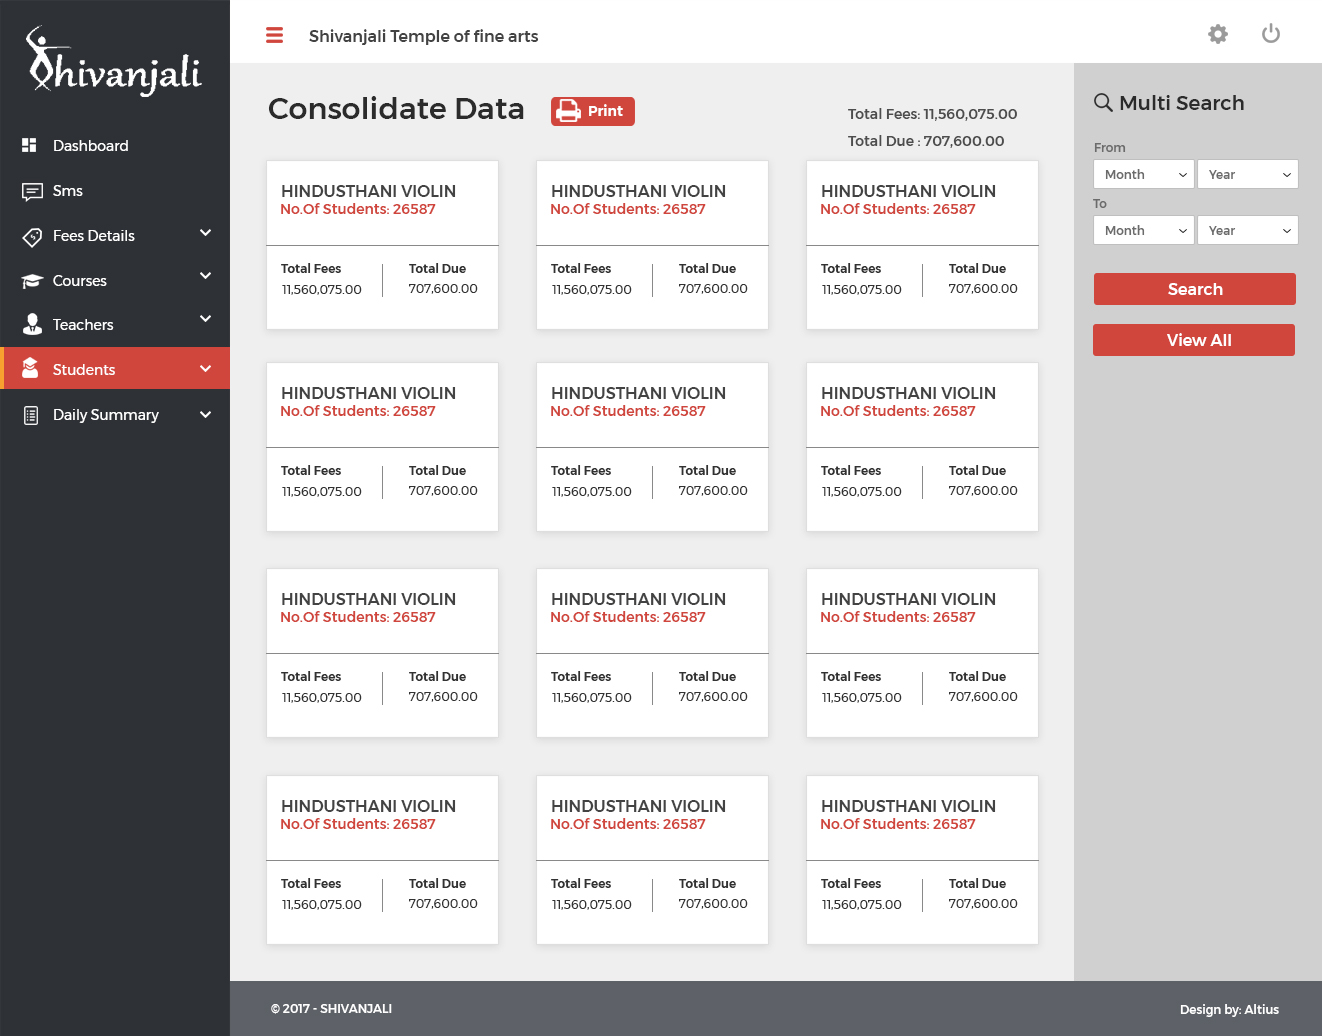 Shivanjali
Dashboard
Sms
Fees Details
Courses
Teachers
Students
Daily Summary
Shivanjali Temple of fine arts
Consolidate Data
Print
Total Fees: 11,560,075.00
Total Due : 707,600.00
HINDUSTHANI VIOLIN
No.Of Students: 26587
Total Fees
11,560,075.00
Total Due
707,600.00
HINDUSTHANI VIOLIN
No.Of Students: 26587
Total Fees
11,560,075.00
Total Due
707,600.00
HINDUSTHANI VIOLIN
No.Of Students: 26587
Total Fees
11,560,075.00
Total Due
707,600.00
HINDUSTHANI VIOLIN
No.Of Students: 26587
Total Fees
11,560,075.00
Total Due
707,600.00
HINDUSTHANI VIOLIN
No.Of Students: 26587
Total Fees
11,560,075.00
Total Due
707,600.00
HINDUSTHANI VIOLIN
No.Of Students: 26587
Total Fees
11,560,075.00
Total Due
707,600.00
HINDUSTHANI VIOLIN
No.Of Students: 26587
Total Fees
11,560,075.00
Total Due
707,600.00
HINDUSTHANI VIOLIN
No.Of Students: 26587
Total Fees
11,560,075.00
Total Due
707,600.00
HINDUSTHANI VIOLIN
No.Of Students: 26587
Total Fees
11,560,075.00
Total Due
707,600.00
HINDUSTHANI VIOLIN
No.Of Students: 26587
Total Fees
11,560,075.00
Total Due
707,600.00
HINDUSTHANI VIOLIN
No.Of Students: 26587
Total Fees
11,560,075.00
Total Due
707,600.00
HINDUSTHANI VIOLIN
No.Of Students: 26587
Total Fees
11,560,075.00
Total Due
707,600.00
Multi Search
From
Month
Year
To
Month
Year
Search
View All
© 2017 - SHIVANJALI
Design by: Altius